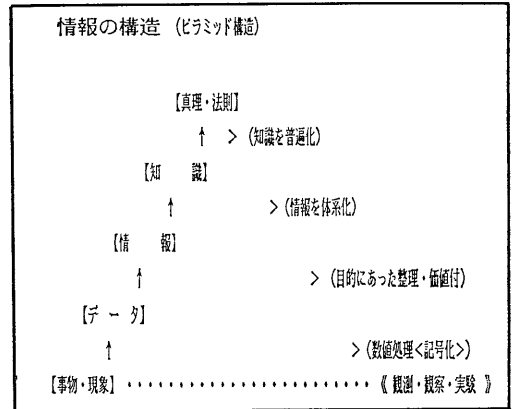 情報の構造 (ピラミッド構造)
【真理・法則】
↑ > (知識を普遍化)
【知 識】
↑ > (情報を体系化)
【情 報】
↑ > (目的にあった整理・価値付)
【データ】
↑ > (数値処理<記号化>)
【事物・現象】・・・・・・・・・・・・・・・・・・・・・・・・《 観測・観察・実験 》